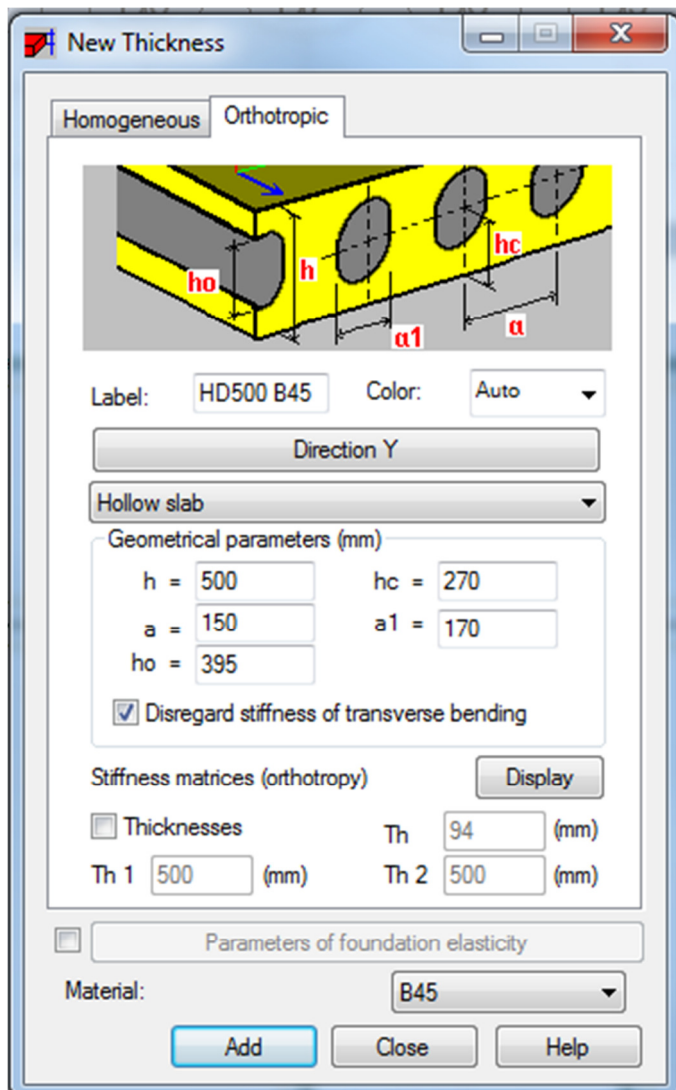 New Thickness
Homogeneous Orthotropic
ho h α1 hc α
Label: HD500 B45 Color: Auto
Direction Y
Hollow slab
Geometrical parameters (mm)
h = 500 hc = 270
a = 150 a1 = 170
ho = 395
Disregard stiffness of transverse bending
Stiffness matrices (orthotropy) Display
Thicknesses Th 94 (mm)
Th 1 500 (mm) Th 2 500 (mm)
Parameters of foundation elasticity
Material: B45
Add Close Help